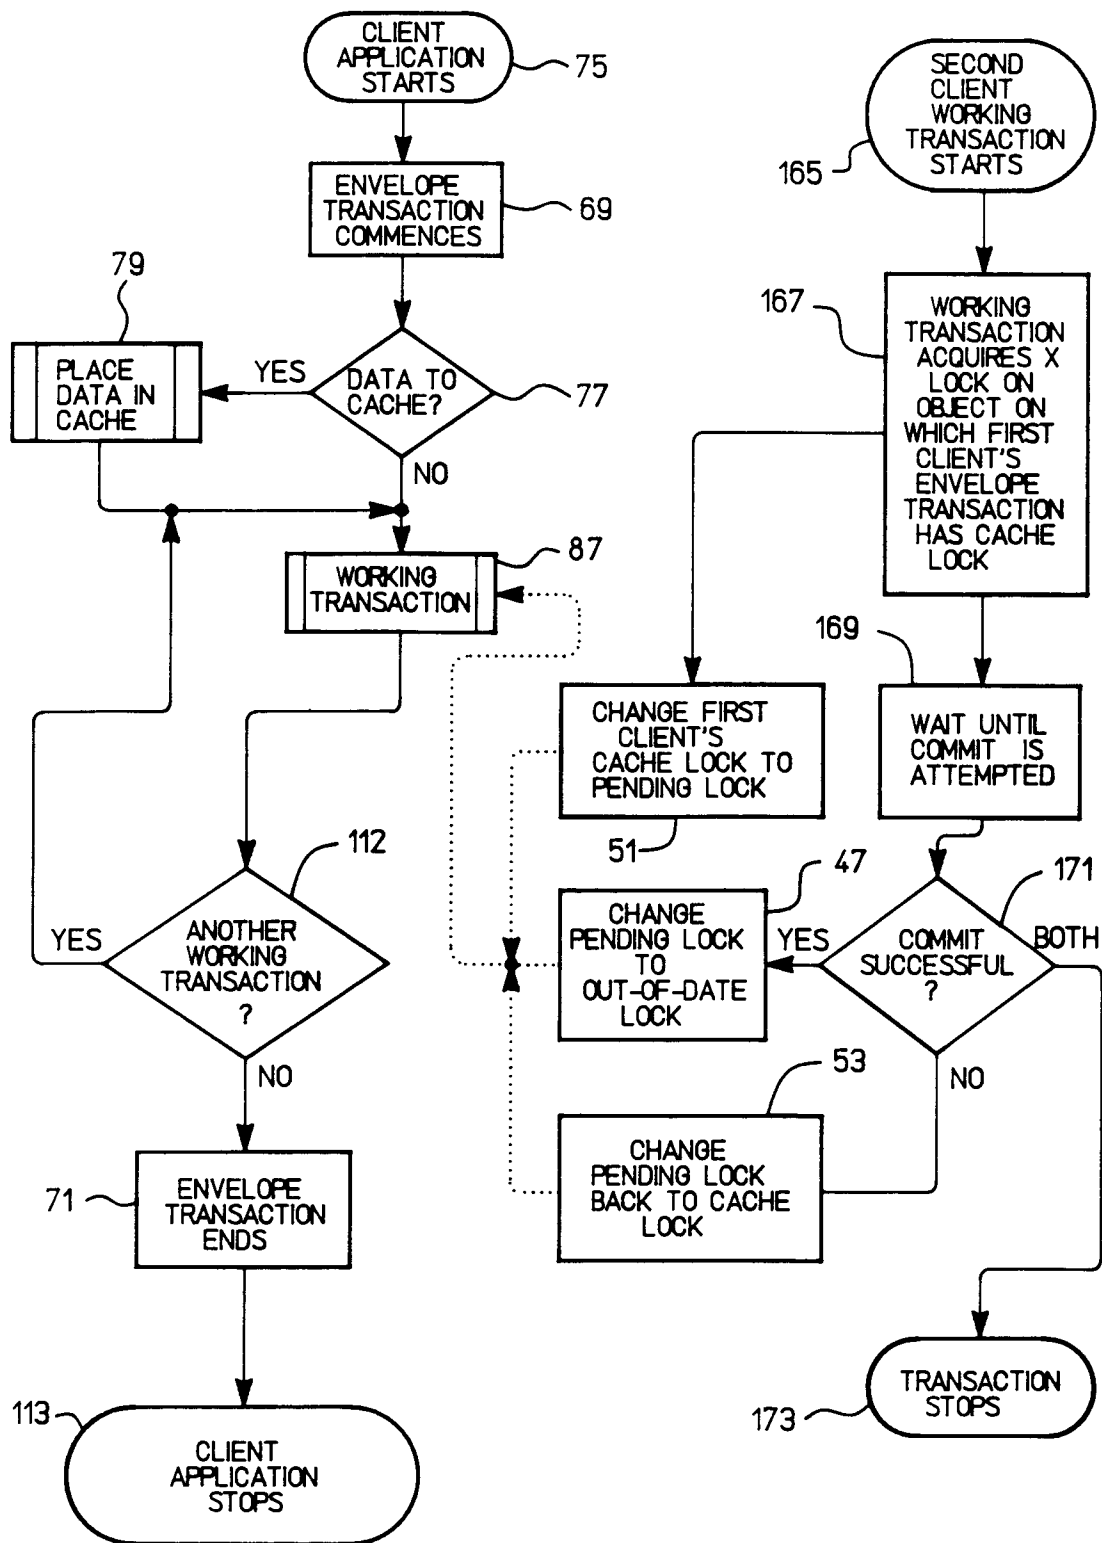 CLIENT
APPLICATION
STARTS
75
ENVELOPE
TRANSACTION
COMMENCES
69
79
PLACE
DATA IN
CACHE
YES
DATA TO
CACHE?
77
NO
87
WORKING
TRANSACTION
112
YES
ANOTHER
WORKING
TRANSACTION
?
NO
71
ENVELOPE
TRANSACTION
ENDS
113
CLIENT
APPLICATION
STOPS
SECOND
CLIENT
WORKING
TRANSACTION
STARTS
165
167
WORKING
TRANSACTION
ACQUIRES X
LOCK ON
OBJECT ON
WHICH FIRST
CLIENT'S
ENVELOPE
TRANSACTION
HAS CACHE
LOCK
169
WAIT UNTIL
COMMIT IS
ATTEMPTED
CHANGE FIRST
CLIENT'S
CACHE LOCK TO
PENDING LOCK
51
47
CHANGE
PENDING LOCK
TO
OUT-OF-DATE
LOCK
YES
171
COMMIT
SUCCESSFUL
?
BOTH
NO
53
CHANGE
PENDING LOCK
BACK TO CACHE
LOCK
TRANSACTION
STOPS
173